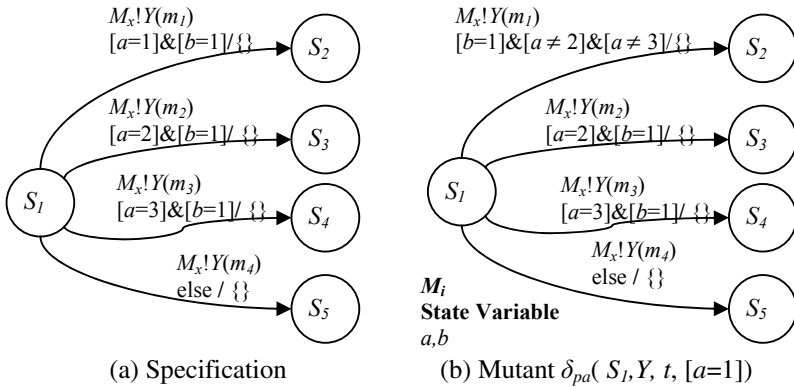 Mx!Y(m1)
[a=1]&[b=1]/{}
S2
Mx!Y(m2)
[a=2]&[b=1]/ {}
S3
S1
Mx!Y(m3)
[a=3]&[b=1]/ {}
S4
Mx!Y(m4)
else / {}
S5
(a) Specification
Mx!Y(m1)
[b=1]&[a ≠ 2]&[a ≠ 3]/{}
S2
Mx!Y(m2)
[a=2]&[b=1]/ {}
S3
S1
Mx!Y(m3)
[a=3]&[b=1]/ {}
S4
Mx!Y(m4)
else / {}
S5
Mi
State Variable
a,b
(b) Mutant δpa( S1,Y, t, [a=1])